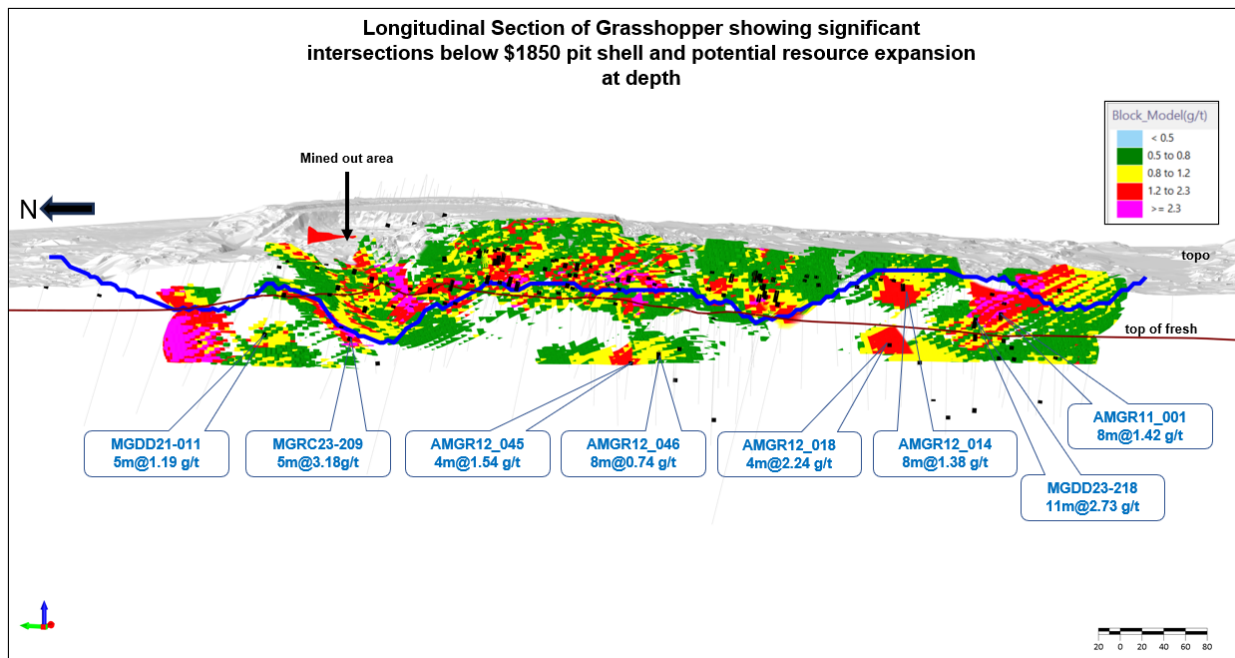 Longitudinal Section of Grasshopper showing significant
intersections below $1850 pit shell and potential resource expansion
at depth
Block_Model(g/t)
< 0.5
0.5 to 0.8
0.8 to 1.2
1.2 to 2.3
>= 2.3
Mined out area
N
topo
top of fresh
MGDD21-011
5m@1.19 g/t
MGRC23-209
5m@3.18g/t
AMGR12_045
4m@1.54 g/t
AMGR12_046
8m@0.74 g/t
AMGR12_018
4m@2.24 g/t
AMGR12_014
8m@1.38 g/t
AMGR11_001
8m@1.42 g/t
MGDD23-218
11m@2.73 g/t
20 0 20 40 60 80